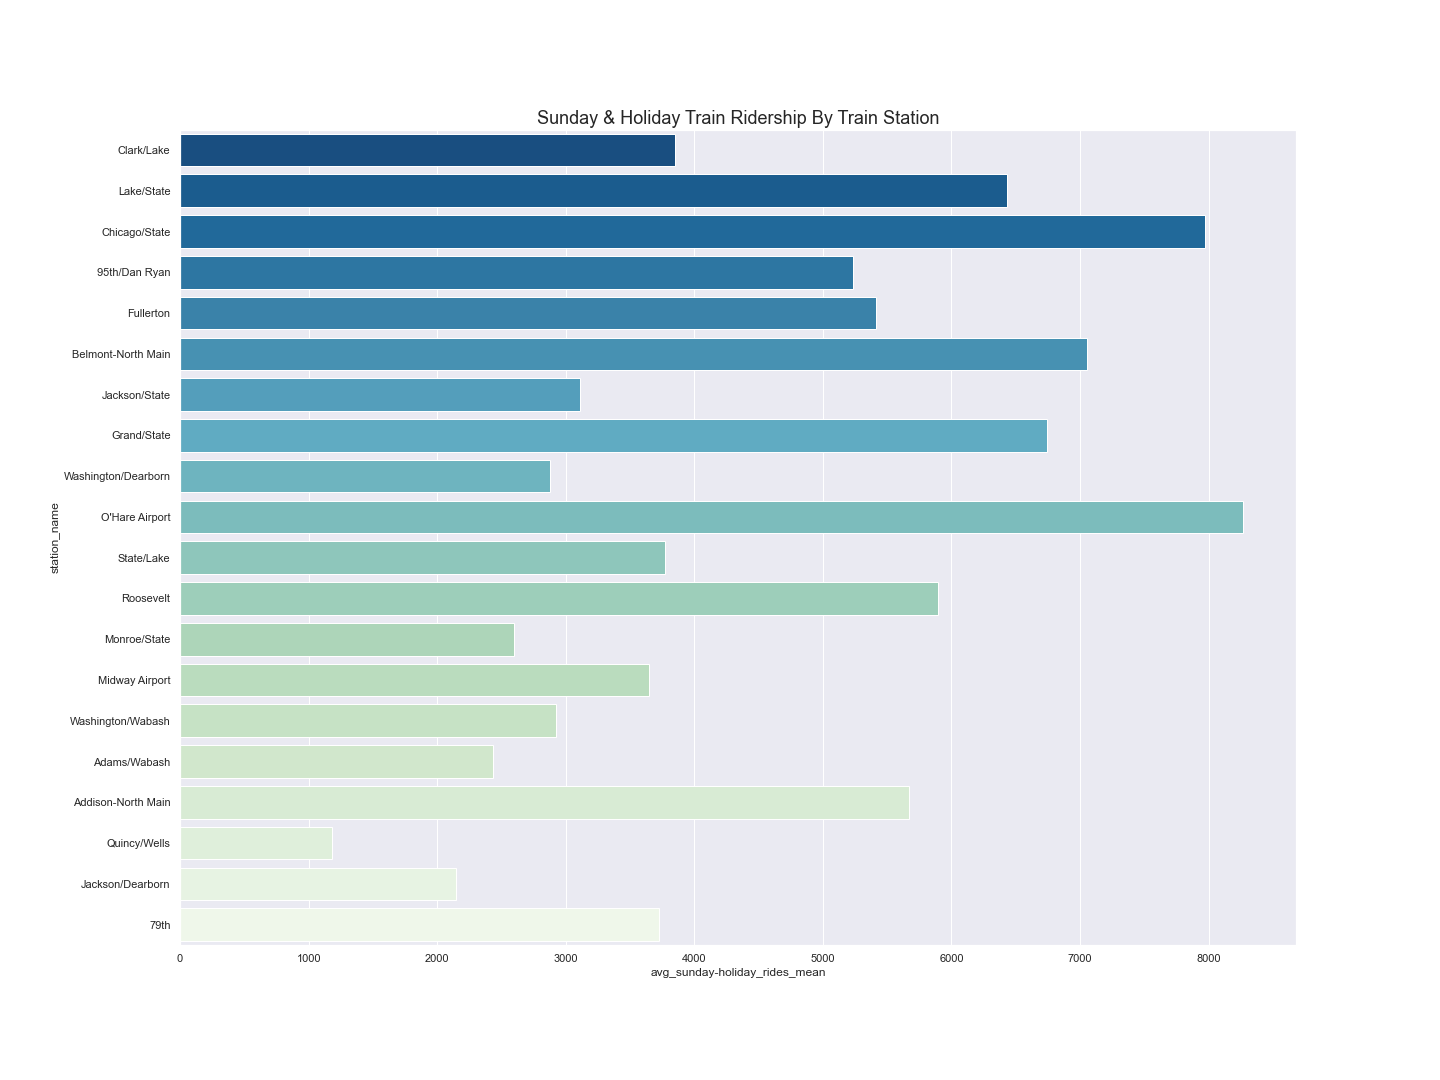 Sunday & Holiday Train Ridership By Train Station
Clark/Lake
Lake/State
Chicago/State
95th/Dan Ryan
Fullerton
Belmont-North Main
Jackson/State
Grand/State
Washington/Dearborn
O'Hare Airport
State/Lake
Roosevelt
Monroe/State
Midway Airport
Washington/Wabash
Adams/Wabash
Addison-North Main
Quincy/Wells
Jackson/Dearborn
79th
station_name
0 1000 2000 3000 4000 5000 6000 7000 8000
avg_sunday-holiday_rides_mean